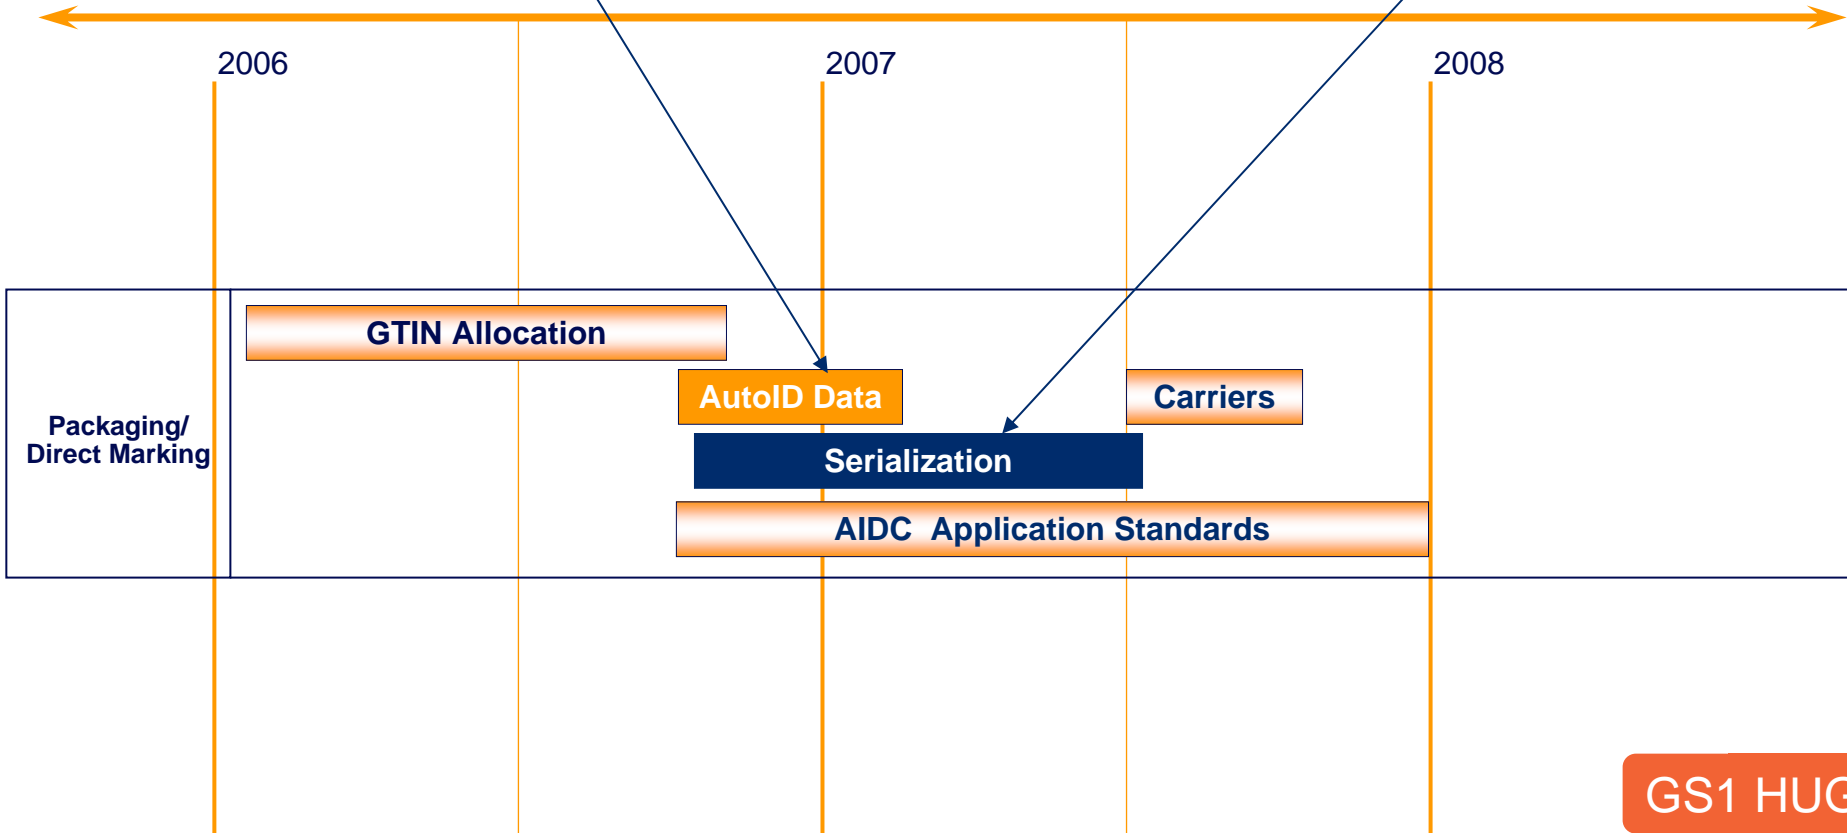 2006
2007
2008
GTIN Allocation
AutoID Data
Carriers
Packaging/
Direct Marking
Serialization
AIDC Application Standards
GS1 HUG